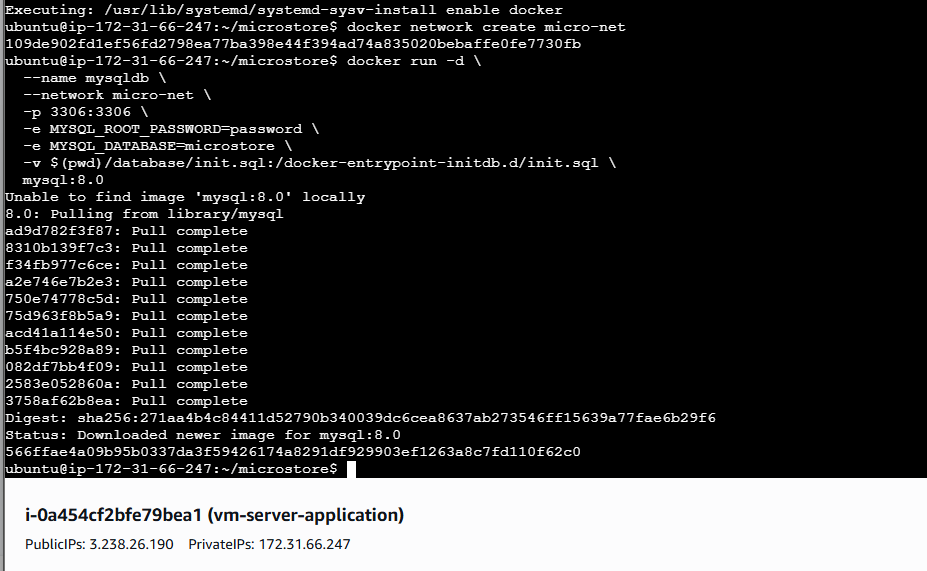 Executing: /usr/lib/systemd/systemd-sysv-install enable docker
ubuntu@ip-172-31-66-247:~/microstore$ docker network create micro-net
109de902fd1ef56fd2798ea77ba398e44f394ad74a835020bebaffe0fe7730fb
ubuntu@ip-172-31-66-247:~/microstore$ docker run -d \
  --name mysqldb \
  --network micro-net \
  -p 3306:3306 \
  -e MYSQL_ROOT_PASSWORD=password \
  -e MYSQL_DATABASE=microstore \
  -v $(pwd)/database/init.sql:/docker-entrypoint-initdb.d/init.sql \
  mysql:8.0
Unable to find image 'mysql:8.0' locally
8.0: Pulling from library/mysql
ad9d782f3f87: Pull complete
8310b139f7c3: Pull complete
f34fb977c6ce: Pull complete
a2e746e7b2e3: Pull complete
750e74778c5d: Pull complete
75d963f8b5a9: Pull complete
acd41a114e50: Pull complete
b5f4bc928a89: Pull complete
082df7bb4f09: Pull complete
2583e052860a: Pull complete
3758af62b8ea: Pull complete
Digest: sha256:271aa4b4c84411d52790b340039dc6cea8637ab273546ff15639a77fae6b29f6
Status: Downloaded newer image for mysql:8.0
566ffae4a09b95b0337da3f59426174a8291df929903ef1263a8c7fd110f62c0
ubuntu@ip-172-31-66-247:~/microstore$
i-0a454cf2bfe79bea1 (vm-server-application)
PublicIPs: 3.238.26.190 PrivateIPs: 172.31.66.247